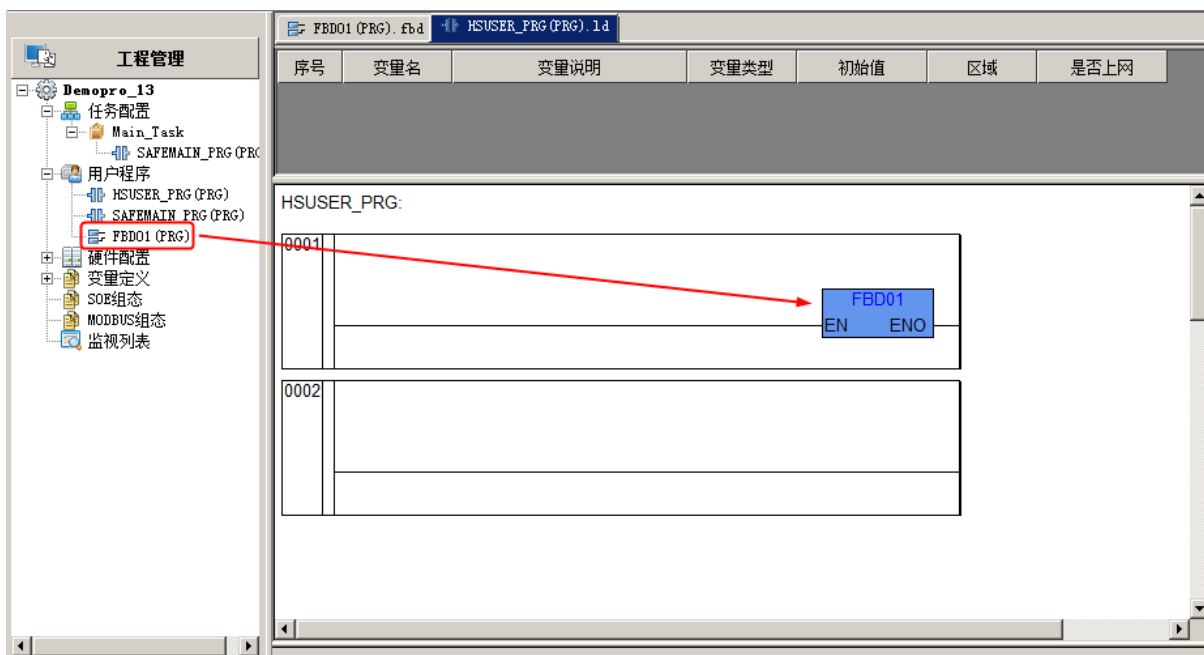 FBD01(PRG).fbd HSUSER_PRG(PRG).ld
工程管理
序号 变量名 变量说明 变量类型 初始值 区域 是否上网
Demopro_13
任务配置
Main_Task
SAFEMAIN_PRG(PRG
用户程序
HSUSER_PRG(PRG)
SAFEMAIN_PRG(PRG)
FBD01(PRG)
硬件配置
变量定义
SOE组态
MODBUS组态
监视列表
HSUSER_PRG:
0001
FBD01
EN ENO
0002